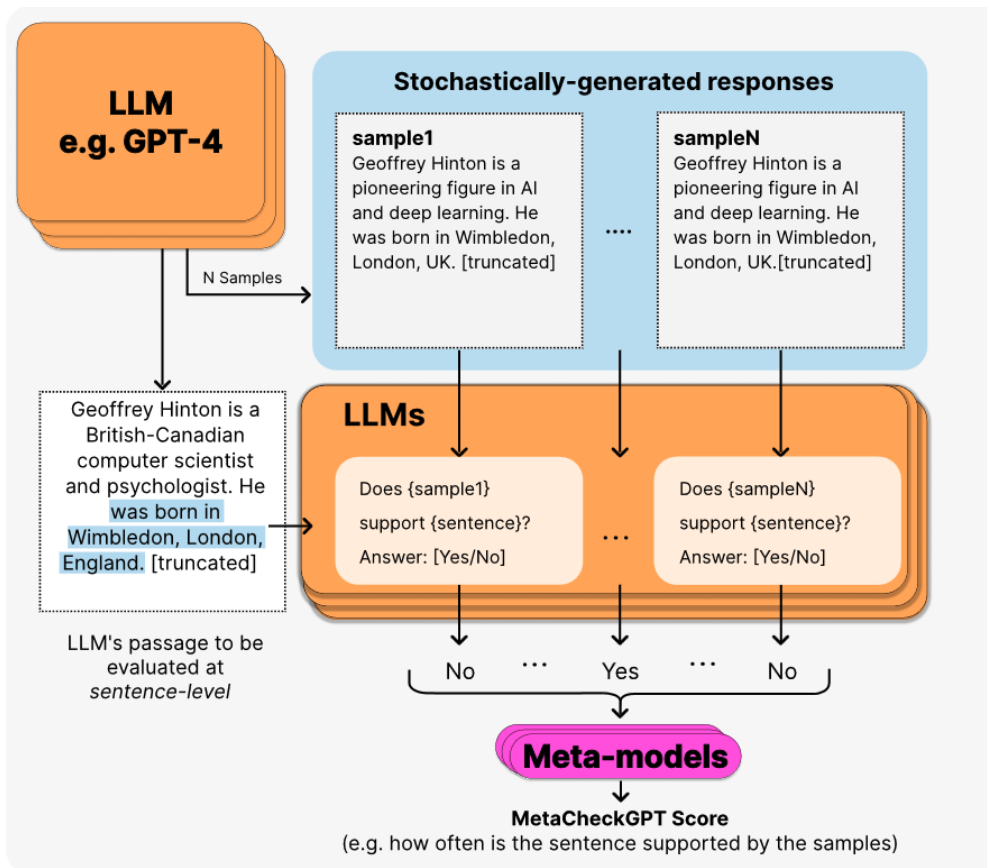 LLM
e.g. GPT-4
Stochastically-generated responses
sample1
Geoffrey Hinton is a
pioneering figure in AI
and deep learning. He
was born in Wimbledon,
London, UK. [truncated]
....
sampleN
Geoffrey Hinton is a
pioneering figure in AI
and deep learning. He
was born in Wimbledon,
London, UK.[truncated]
N Samples
Geoffrey Hinton is a
British-Canadian
computer scientist
and psychologist. He
was born in
Wimbledon, London,
England. [truncated]
LLM's passage to be
evaluated at
sentence-level
LLMs
Does {sample1}
support {sentence}?
Answer: [Yes/No]
...
Does {sampleN}
support {sentence}?
Answer: [Yes/No]
No ... Yes ... No
Meta-models
MetaCheckGPT Score
(e.g. how often is the sentence supported by the samples)